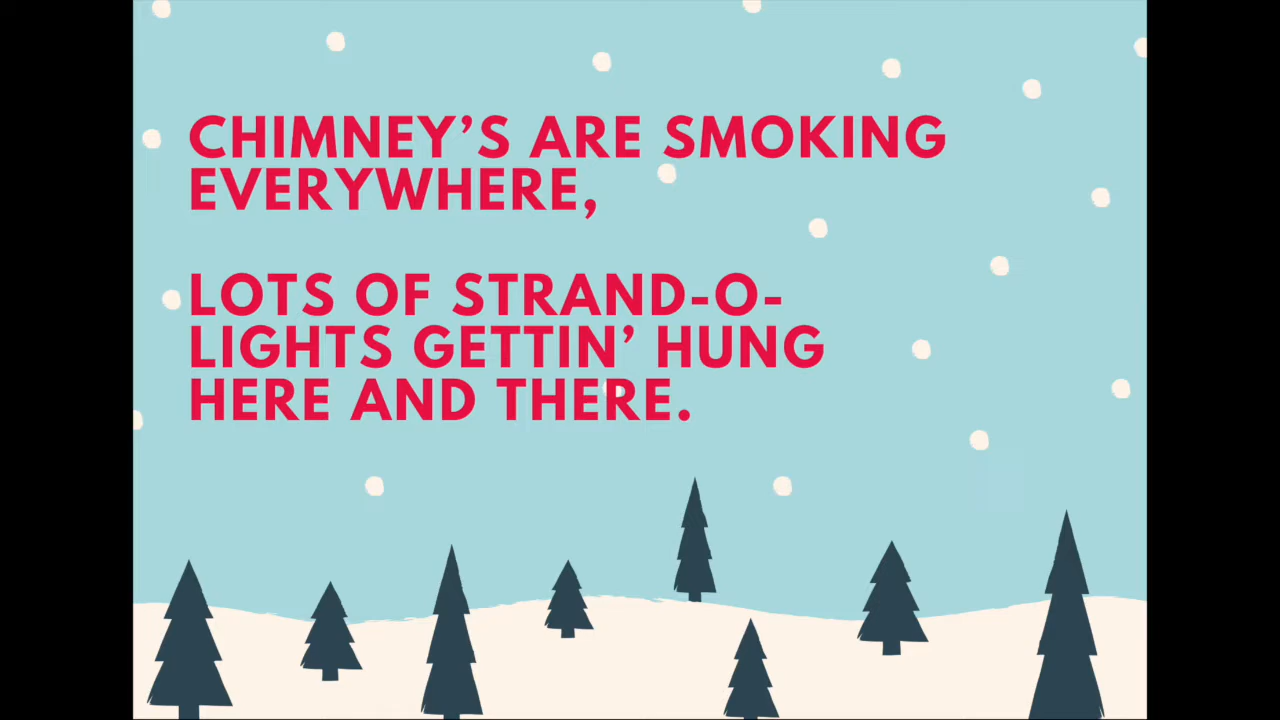 CHIMNEY’S ARE SMOKING
EVERYWHERE,
LOTS OF STRAND-O-
LIGHTS GETTIN’ HUNG
HERE AND THERE.